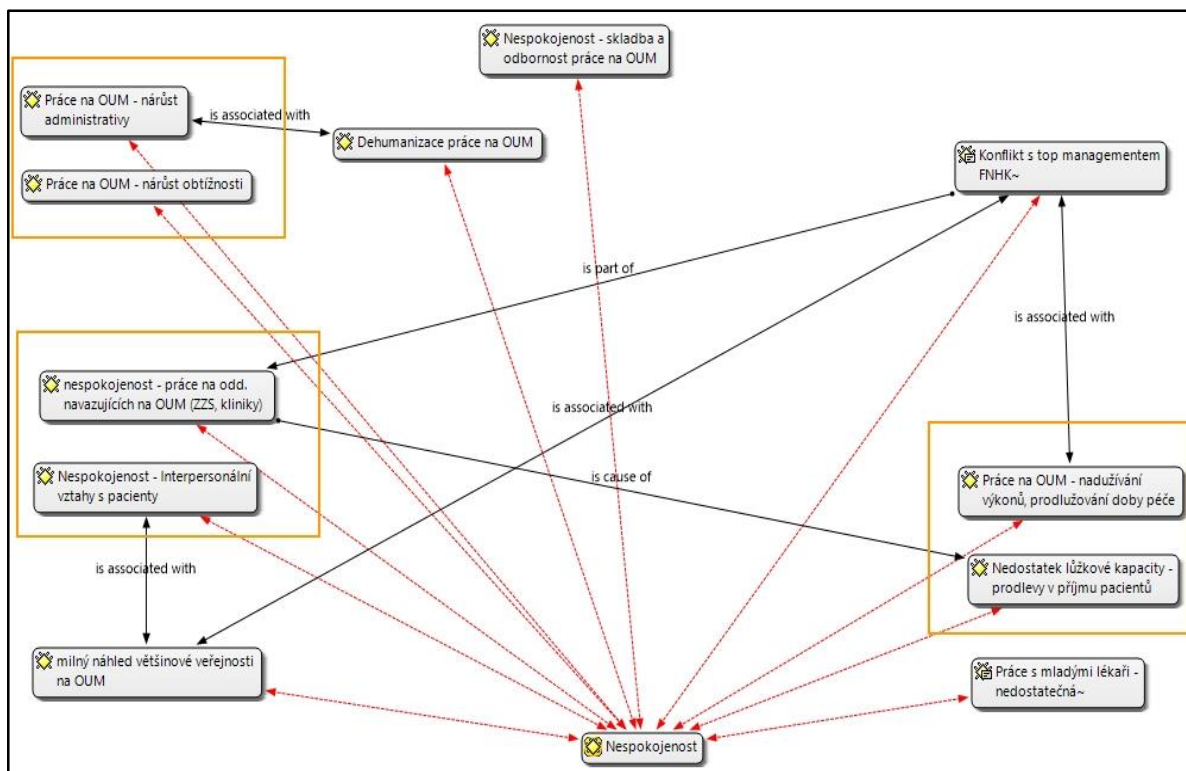 Nespokojenost - skladba a
odbornost práce na OUM
Práce na OUM - nárůst
administrativy
is associated with
Dehumanizace práce na OUM
Práce na OUM - nárůst obtížnosti
Konflikt s top managementem
FNHK~
is part of
is associated with
nespokojenost - práce na odd.
navazujících na OUM (ZZS, kliniky)
is associated with
Nespokojenost - Interpersonální
vztahy s pacienty
is cause of
Práce na OUM - nadužívání
výkonů, prodlužování doby péče
is associated with
Nedostatek lůžkové kapacity -
prodlevy v příjmu pacientů
milný náhled většinové veřejnosti
na OUM
Práce s mladými lékaři -
nedostatečná~
Nespokojenost